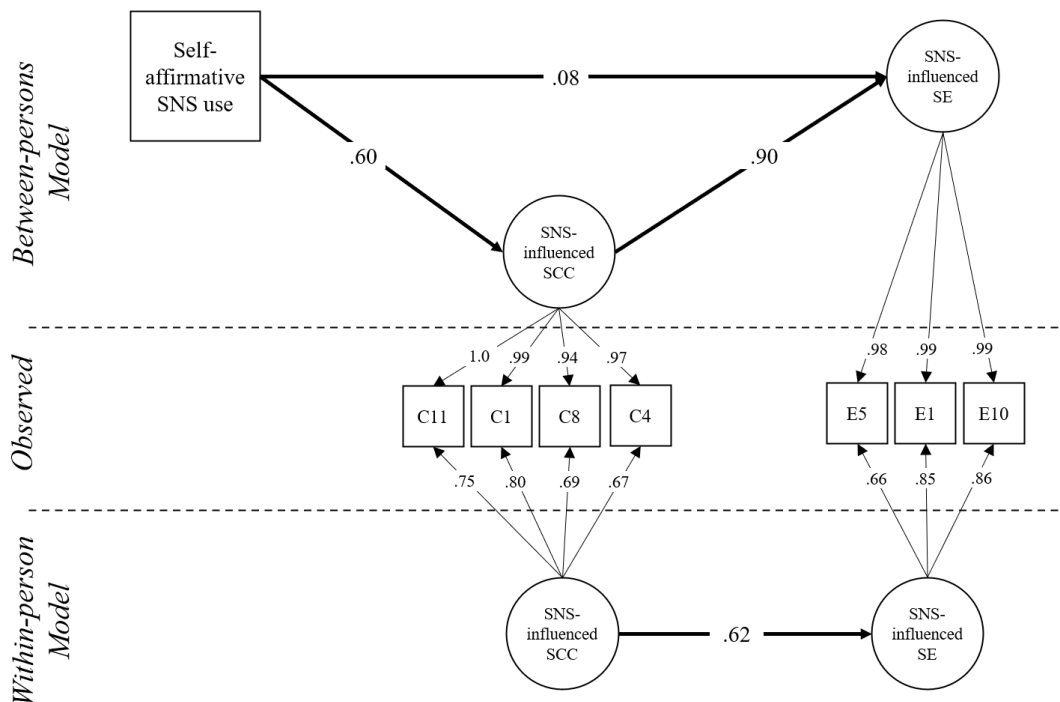 Between-persons
Model
Self-
affirmative
SNS use
.08
SNS-
influenced
SE
.60
.90
SNS-
influenced
SCC
Observed
1.0
.99
.94
.97
.98
.99
.99
C11
C1
C8
C4
E5
E1
E10
.75
.80
.69
.67
.66
.85
.86
Within-person
Model
SNS-
influenced
SCC
.62
SNS-
influenced
SE